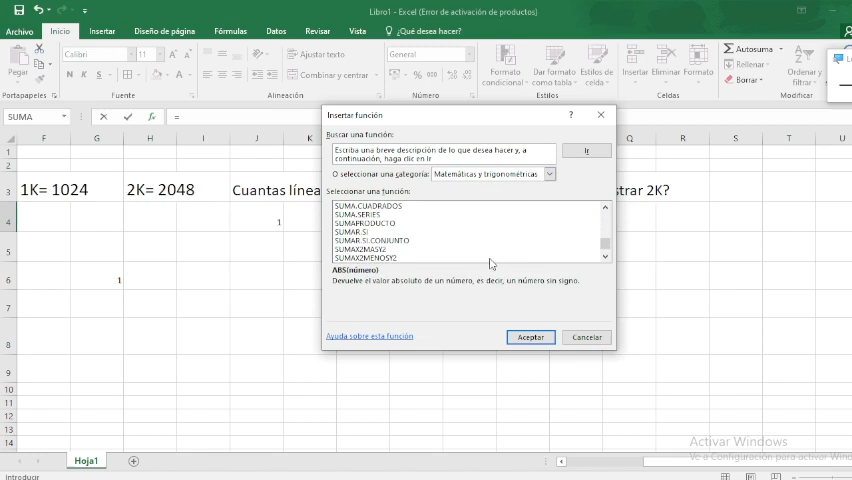 Libro1 - Excel (Error de activación de productos)
Archivo Inicio Insertar Diseño de página Fórmulas Datos Revisar Vista ¿Qué desea hacer?
Pegar
Calibri 11
N K S
Ajustar texto
Combinar y centrar
General
% 000
Formato condicional
Dar formato como tabla
Estilos de celda
Insertar Eliminar Formato
Autosuma
Rellenar
Borrar
Ordenar y filtrar
Portapapeles Fuente Alineación Número Estilos Celdas
SUMA =
F G H I J K Q R S T U
1
2
3 1K= 1024 2K= 2048 Cuantas línea strar 2K?
4 1
5
6 1
7
8
9
10
11
12
13
14
Insertar función ?
Buscar una función:
Escriba una breve descripción de lo que desea hacer y, a
continuación, haga clic en Ir
Ir
O seleccionar una categoría: Matemáticas y trigonométricas
Seleccionar una función:
SUMA.CUADRADOS
SUMA.SERIES
SUMAPRODUCTO
SUMAR.SI
SUMAR.SI.CONJUNTO
SUMAX2MASY2
SUMAX2MENOSY2
ABS(número)
Devuelve el valor absoluto de un número, es decir, un número sin signo.
Ayuda sobre esta función
Aceptar Cancelar
Activar Windows
Ve a Configuración para activar Windows
Hoja1
Introducir